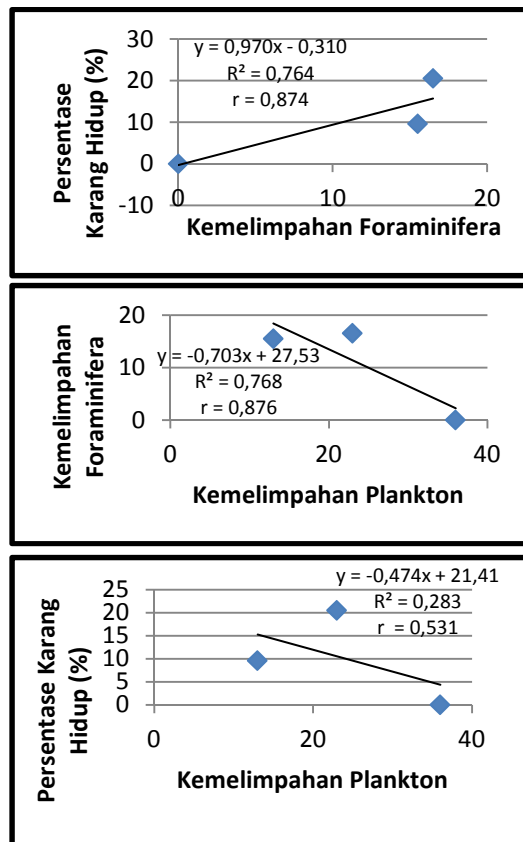 30
20
10
0
-10
0
10
20
y = 0,970x - 0,310
R² = 0,764
r = 0,874
Persentase
Karang Hidup (%)
Kemelimpahan Foraminifera
20
10
0
0
20
40
y = -0,703x + 27,53
R² = 0,768
r = 0,876
Kemelimpahan
Foraminifera
Kemelimpahan Plankton
25
20
15
10
5
0
0
20
40
y = -0,474x + 21,41
R² = 0,283
r = 0,531
Persentase Karang
Hidup (%)
Kemelimpahan Plankton